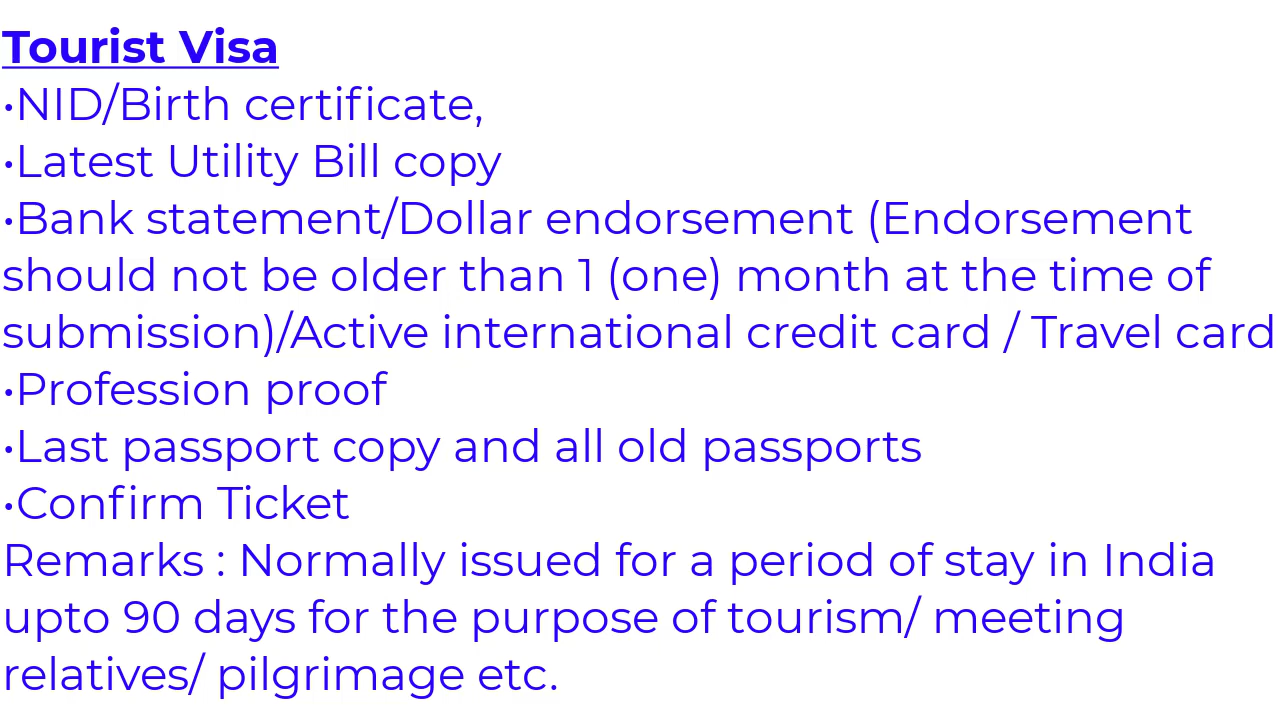 Tourist Visa
•NID/Birth certificate,
•Latest Utility Bill copy
•Bank statement/Dollar endorsement (Endorsement
should not be older than 1 (one) month at the time of
submission)/Active international credit card / Travel card
•Profession proof
•Last passport copy and all old passports
•Confirm Ticket
Remarks : Normally issued for a period of stay in India
upto 90 days for the purpose of tourism/ meeting
relatives/ pilgrimage etc.